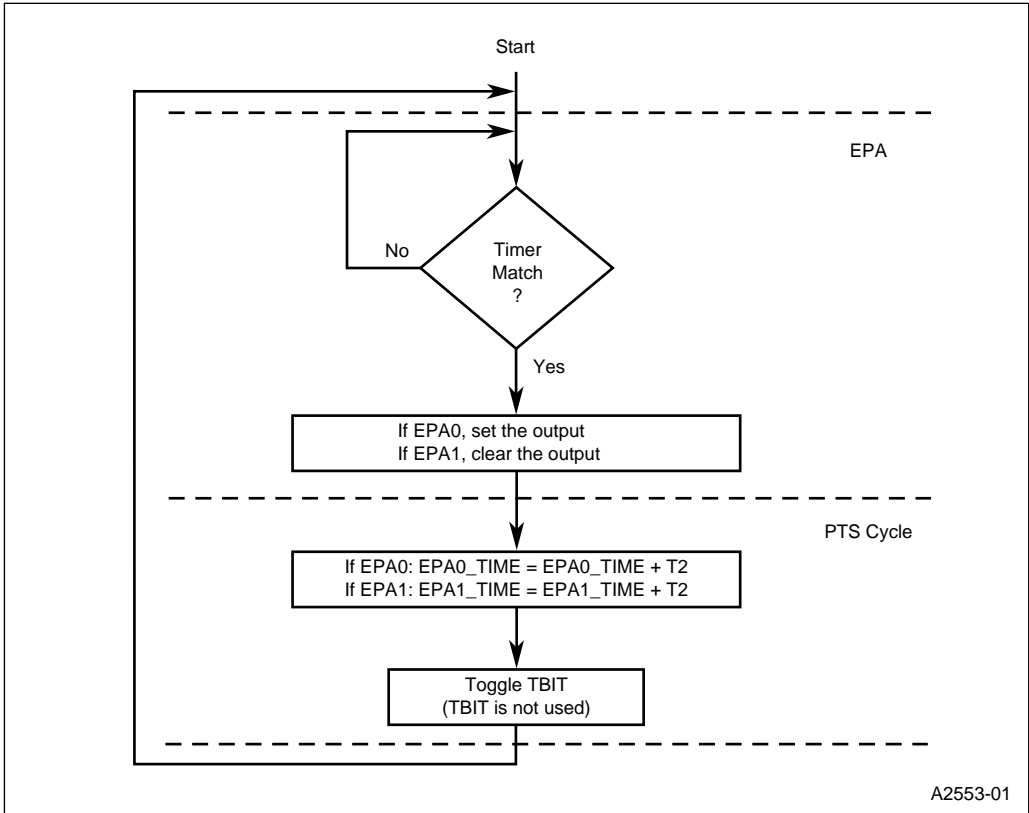 Start
EPA
No
Timer
Match
?
Yes
If EPA0, set the output
If EPA1, clear the output
PTS Cycle
If EPA0: EPA0_TIME = EPA0_TIME + T2
If EPA1: EPA1_TIME = EPA1_TIME + T2
Toggle TBIT
(TBIT is not used)
A2553-01